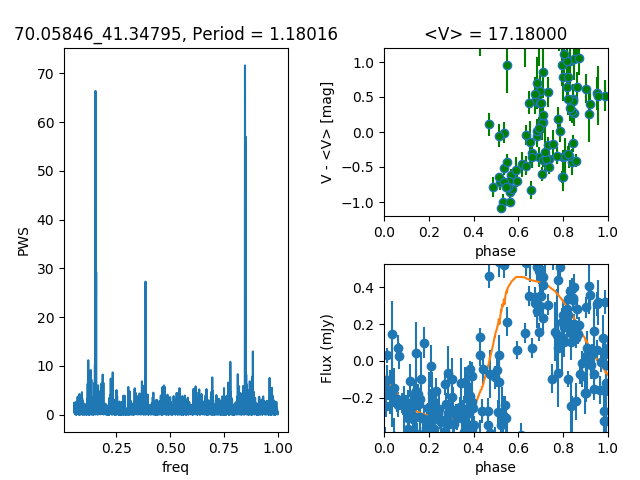 70.05846_41.34795, Period = 1.18016
<V> = 17.18000
PWS
70
60
50
40
30
20
10
0
0.25 0.50 0.75 1.00
freq
V - <V> [mag]
1.0
0.5
0.0
−0.5
−1.0
0.0 0.2 0.4 0.6 0.8 1.0
phase
Flux (mJy)
0.4
0.2
0.0
−0.2
0.0 0.2 0.4 0.6 0.8 1.0
phase